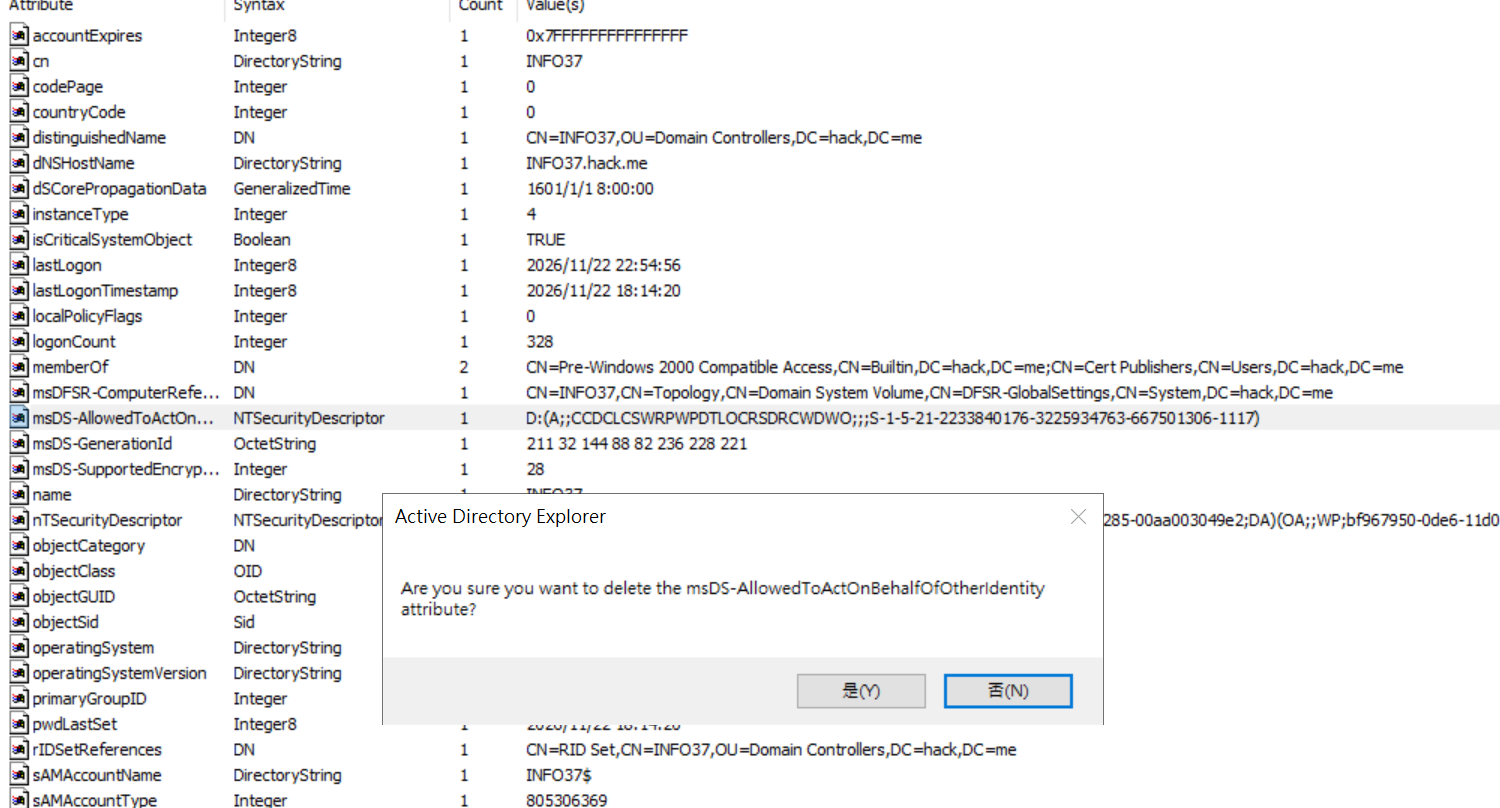 Attribute Syntax Count Value(s)
accountExpires Integer8 1 0x7FFFFFFFFFFFFFFF
cn DirectoryString 1 INFO37
codePage Integer 1 0
countryCode Integer 1 0
distinguishedName DN 1 CN=INFO37,OU=Domain Controllers,DC=hack,DC=me
dNSHostName DirectoryString 1 INFO37.hack.me
dSCorePropagationData GeneralizedTime 1 1601/1/1 8:00:00
instanceType Integer 1 4
isCriticalSystemObject Boolean 1 TRUE
lastLogon Integer8 1 2026/11/22 22:54:56
lastLogonTimestamp Integer8 1 2026/11/22 18:14:20
localPolicyFlags Integer 1 0
logonCount Integer 1 328
memberOf DN 2 CN=Pre-Windows 2000 Compatible Access,CN=Builtin,DC=hack,DC=me;CN=Cert Publishers,CN=Users,DC=hack,DC=me
msDFSR-ComputerRefe... DN 1 CN=INFO37,CN=Topology,CN=Domain System Volume,CN=DFSR-GlobalSettings,CN=System,DC=hack,DC=me
msDS-AllowedToActOn... NTSecurityDescriptor 1 D:(A;;CCDCLCSWRPWPDTLOCRSDRCWDWO;;;S-1-5-21-2233840176-3225934763-667501306-1117)
msDS-GenerationId OctetString 1 211 32 144 88 82 236 228 221
msDS-SupportedEncryp... Integer 1 28
name DirectoryString 1 INFO37
nTSecurityDescriptor NTSecurityDescriptor 285-00aa003049e2;DA)(OA;;WP;bf967950-0de6-11d0
objectCategory DN
objectClass OID
objectGUID OctetString
objectSid Sid
operatingSystem DirectoryString
operatingSystemVersion DirectoryString
primaryGroupID Integer
pwdLastSet Integer8 1 2026/11/22 18:14:20
rIDSetReferences DN 1 CN=RID Set,CN=INFO37,OU=Domain Controllers,DC=hack,DC=me
sAMAccountName DirectoryString 1 INFO37$
sAMAccountType Integer 1 805306369
Active Directory Explorer
Are you sure you want to delete the msDS-AllowedToActOnBehalfOfOtherIdentity
attribute?
是(Y) 否(N)